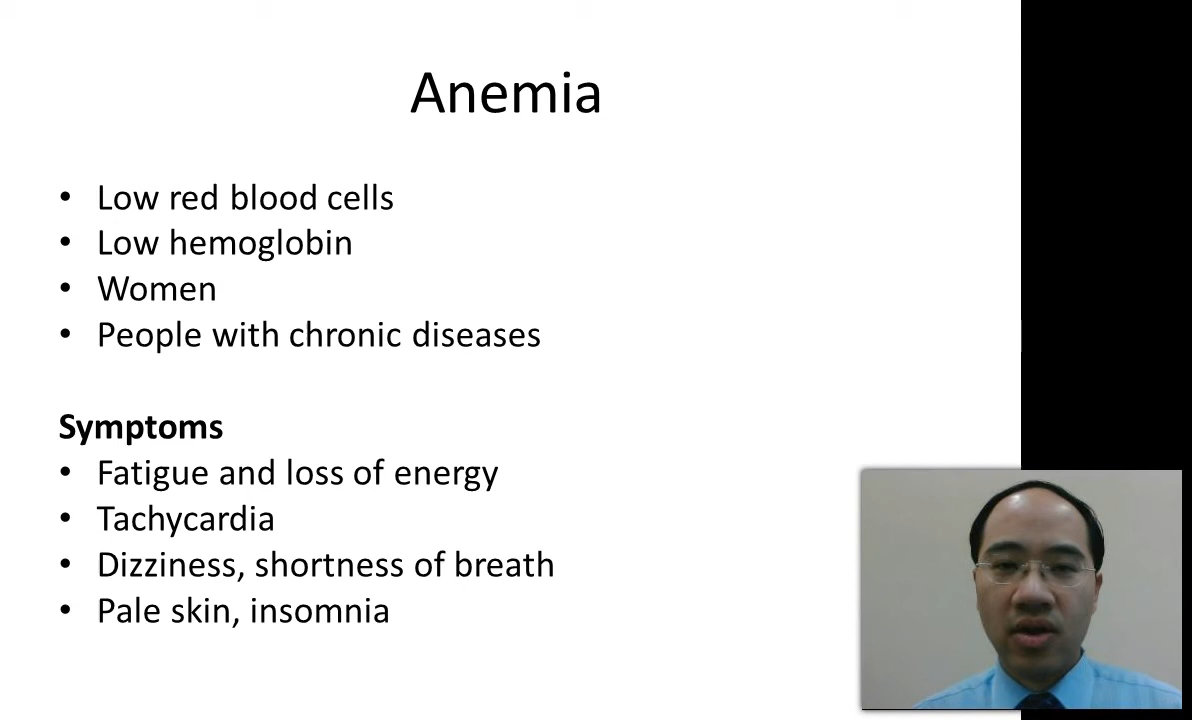 Anemia
• Low red blood cells
• Low hemoglobin
• Women
• People with chronic diseases
Symptoms
• Fatigue and loss of energy
• Tachycardia
• Dizziness, shortness of breath
• Pale skin, insomnia